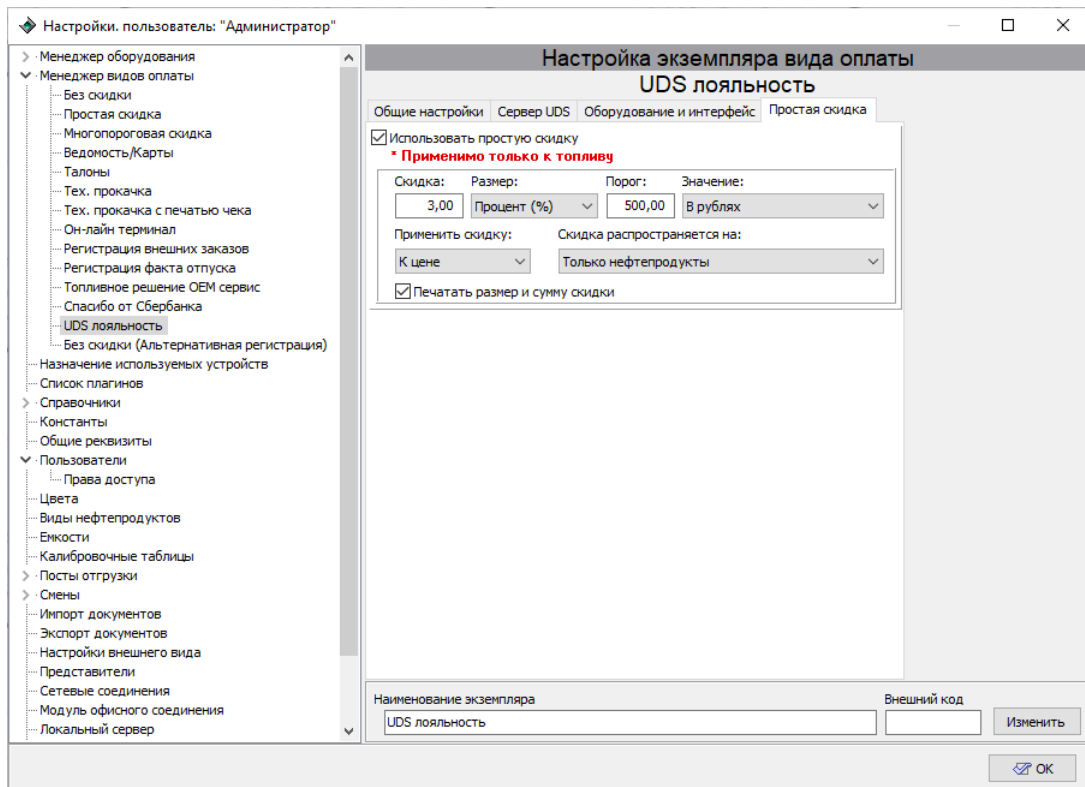 Настройки. пользователь: "Администратор"
Менеджер оборудования
Менеджер видов оплаты
Без скидки
Простая скидка
Многопороговая скидка
Ведомость/Карты
Талоны
Тех. прокачка
Тех. прокачка с печатью чека
Он-лайн терминал
Регистрация внешних заказов
Регистрация факта отпуска
Топливное решение ОЕМ сервис
Спасибо от Сбербанка
UDS лояльность
Без скидки (Альтернативная регистрация)
Назначение используемых устройств
Список плагинов
Справочники
Константы
Общие реквизиты
Пользователи
Права доступа
Цвета
Виды нефтепродуктов
Емкости
Калибровочные таблицы
Посты отгрузки
Смены
Импорт документов
Экспорт документов
Настройки внешнего вида
Представители
Сетевые соединения
Модуль офисного соединения
Локальный сервер
Настройка экземпляра вида оплаты
UDS лояльность
Общие настройки Сервер UDS Оборудование и интерфейс Простая скидка
Использовать простую скидку
* Применимо только к топливу
Скидка: Размер: Порог: Значение:
3,00 Процент (%) 500,00 В рублях
Применить скидку: Скидка распространяется на:
К цене Только нефтепродукты
Печатать размер и сумму скидки
Наименование экземпляра Внешний код
UDS лояльность Изменить
ОК